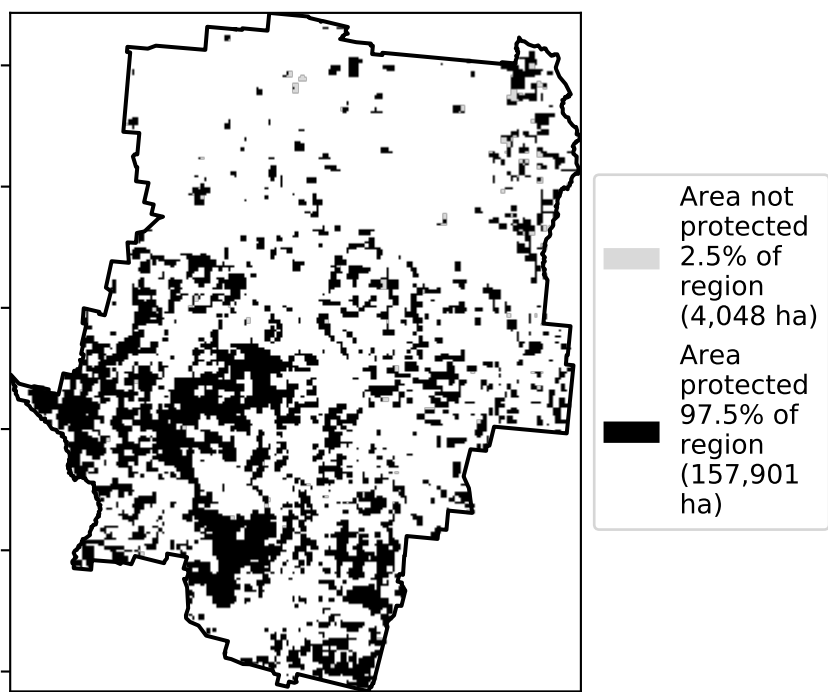 Area not
protected
2.5% of
region
(4,048 ha)
Area
protected
97.5% of
region
(157,901
ha)